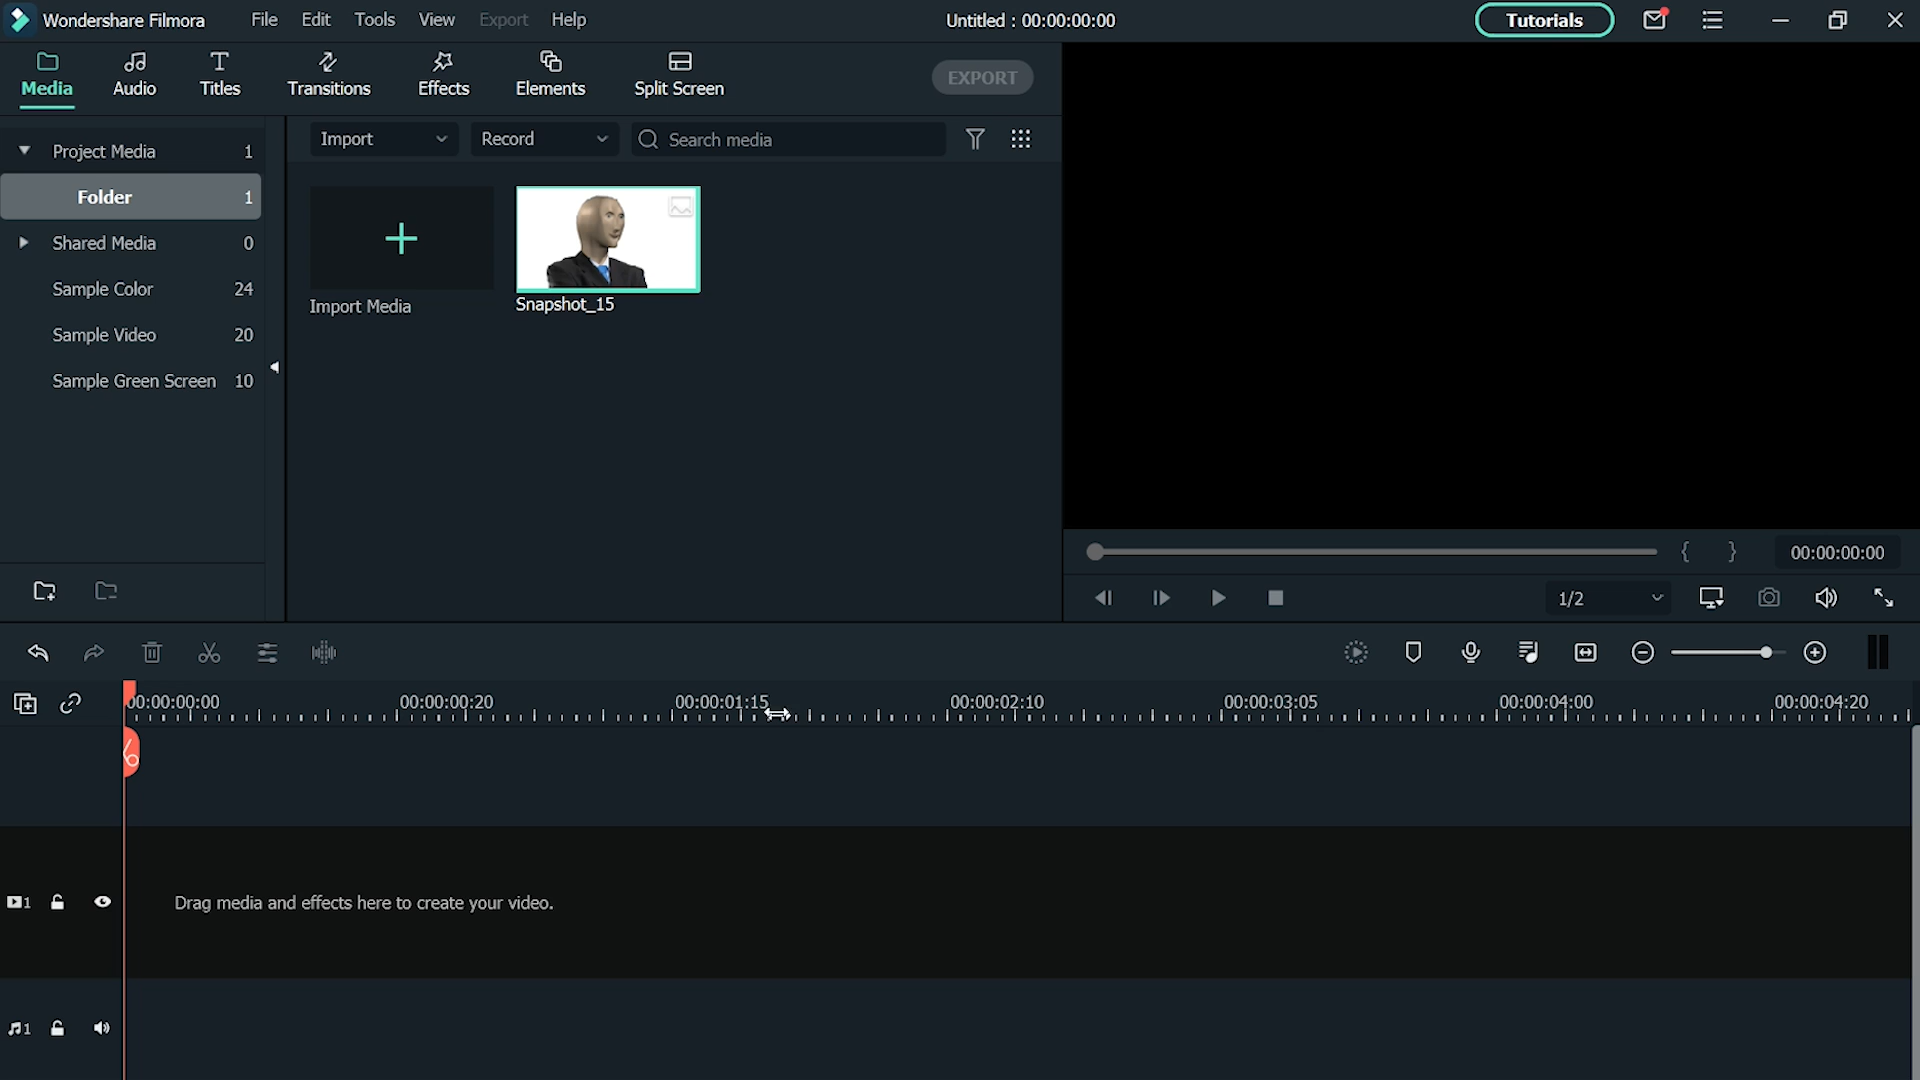 Wondershare Filmora File Edit Tools View Export Help Untitled : 00:00:00:00 Tutorials
Media Audio Titles Transitions Effects Elements Split Screen EXPORT
Project Media 1
Folder 1
Shared Media 0
Sample Color 24
Sample Video 20
Sample Green Screen 10
Import Record Search media
Import Media Snapshot_15
{ } 00:00:00:00
1/2
00:00:00:00 00:00:00:20 00:00:01:15 00:00:02:10 00:00:03:05 00:00:04:00 00:00:04:20
1 Drag media and effects here to create your video.
1